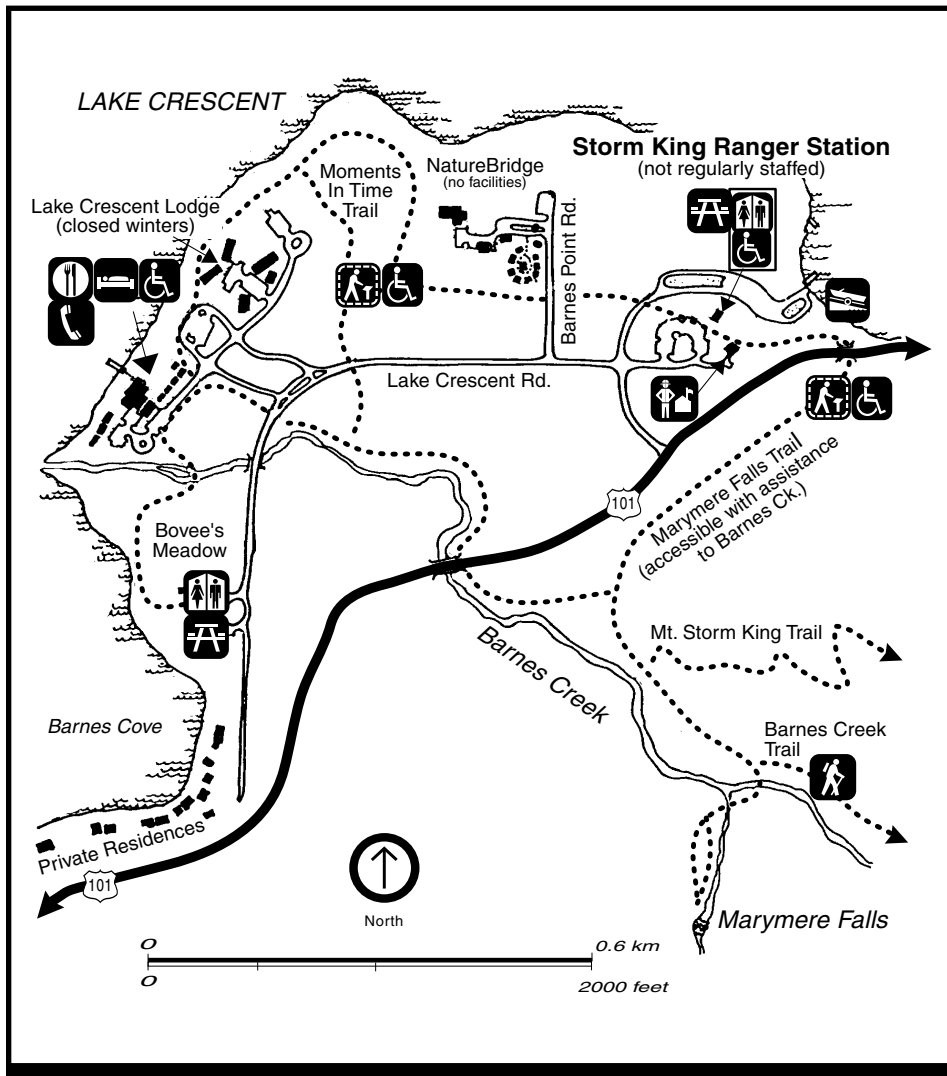 LAKE CRESCENT
Storm King Ranger Station
(not regularly staffed)
NatureBridge
(no facilities)
Moments
In Time
Trail
Lake Crescent Lodge
(closed winters)
Barnes Point Rd.
Lake Crescent Rd.
101
Marymere Falls Trail
(accessible with assistance
to Barnes Ck.)
Bovee's
Meadow
Mt. Storm King Trail
Barnes Creek
Barnes Cove
Barnes Creek
Trail
Private Residences
101
North
Marymere Falls
0
0.6 km
0
2000 feet